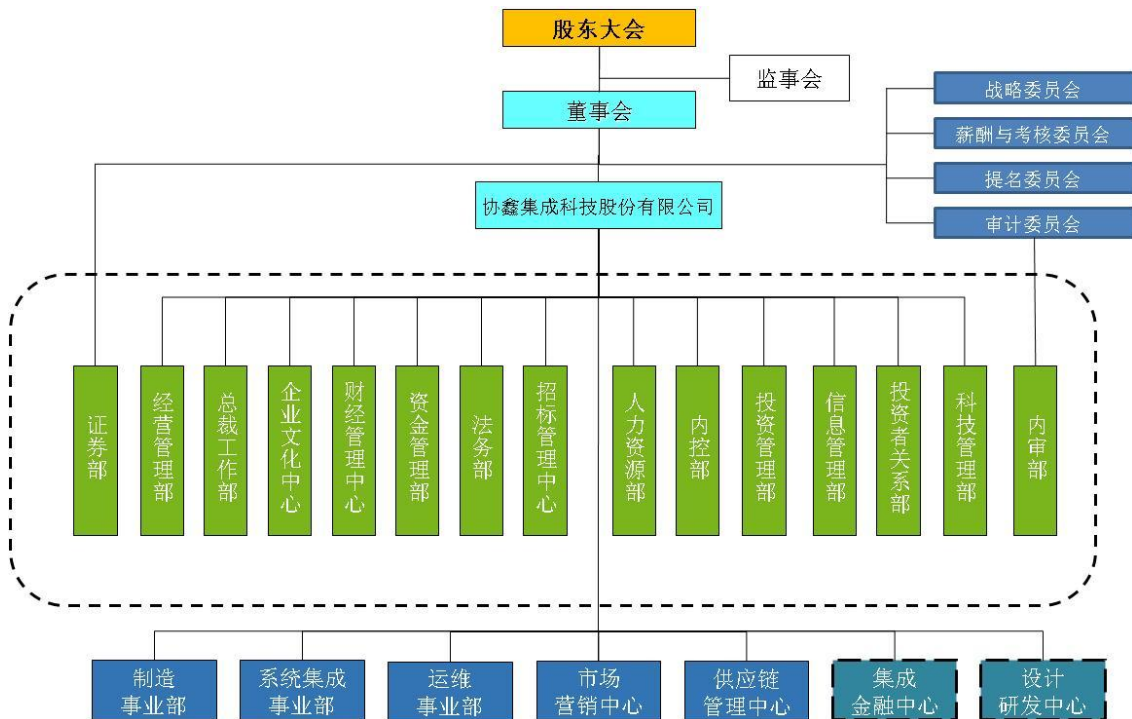 股东大会
监事会
董事会
战略委员会
薪酬与考核委员会
提名委员会
审计委员会
协鑫集成科技股份有限公司
证券部
经营管理部
总裁工作部
企业文化中心
财经管理中心
资金管理部
法务部
招标管理中心
人力资源部
内控部
投资管理部
信息管理部
投资者关系部
科技管理部
内审部
制造
事业部
系统集成
事业部
运维
事业部
市场
营销中心
供应链
管理中心
集成
金融中心
设计
研发中心